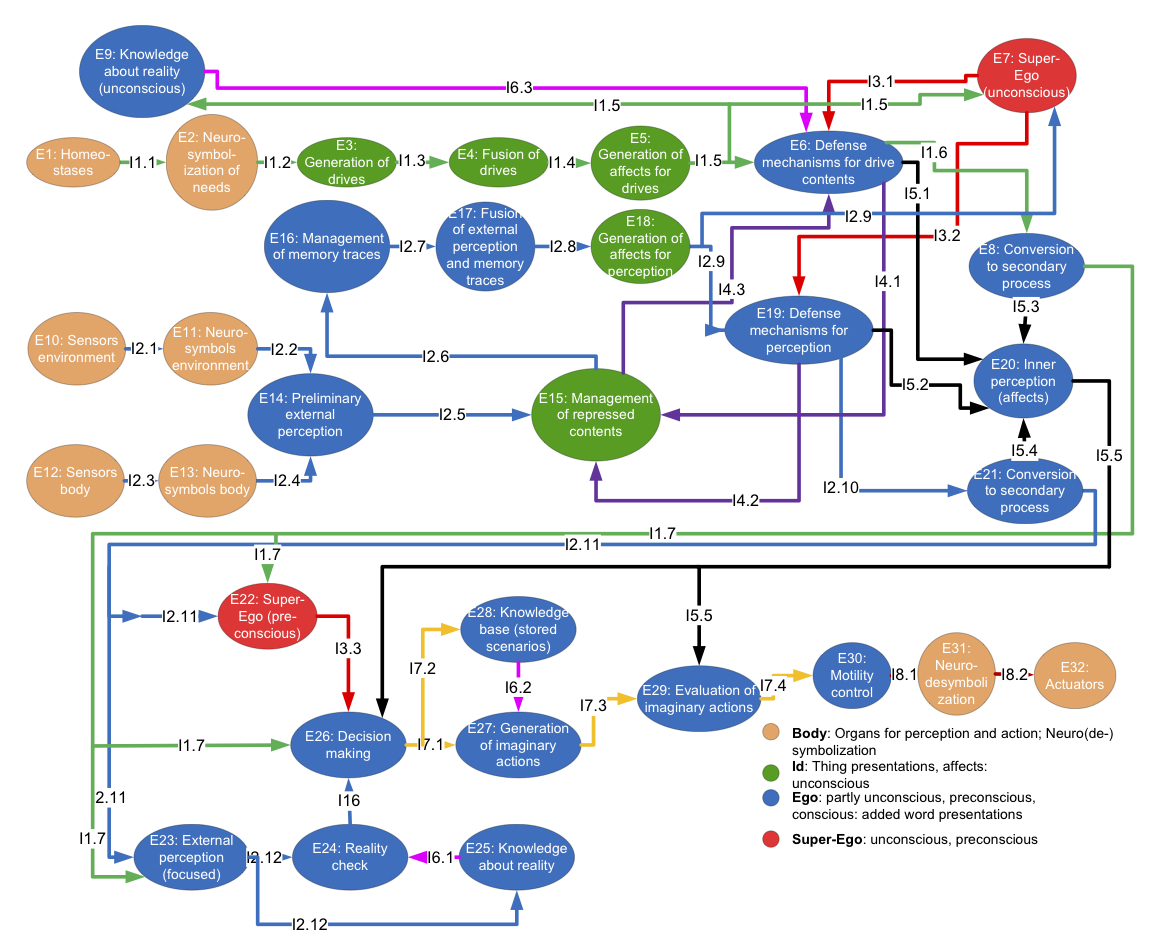 E9: Knowledge
about reality
(unconscious)
E7: Super-
Ego
(unconscious)
I3.1
I6.3
I1.5
I1.5
E1: Homeo-
stases
I1.1
E2: Neuro-
symbol-
ization of
needs
I1.2
E3:
Generation of
drives
I1.3
E4: Fusion of
drives
I1.4
E5:
Generation of
affects for
drives
I1.5
E6: Defense
mechanisms for drive
contents
I1.6
I5.1
E16: Management
of memory traces
I2.7
E17: Fusion
of external
perception
and memory
traces
I2.8
E18:
Generation of
affects for
perception
I2.9
I2.9
I3.2
E8: Conversion
to secondary
process
I4.3
I4.1
I5.3
E10: Sensors
environment
I2.1
E11: Neuro-
symbols
environment
I2.2
I2.6
E19: Defense
mechanisms for
perception
I5.2
E20: Inner
perception
(affects)
E14: Preliminary
external
perception
I2.5
E15: Management
of repressed
contents
I5.4
I5.5
E12: Sensors
body
I2.3
E13: Neuro-
symbols body
I2.4
I4.2
I2.10
E21: Conversion
to secondary
process
I1.7
I2.11
I1.7
I2.11
E22: Super-
Ego (pre-
conscious)
I3.3
E28: Knowledge
base (stored
scenarios)
I5.5
I7.2
I6.2
E29: Evaluation of
imaginary actions
I7.4
E30:
Motility
control
I8.1
E31:
Neuro-
desymboli
zation
I8.2
E32:
Actuators
I7.3
I1.7
E26: Decision
making
I7.1
E27: Generation
of imaginary
actions
Body: Organs for perception and action; Neuro(de-)
symbolization
Id: Thing presentations, affects:
unconscious
Ego: partly unconscious, preconscious,
conscious: added word presentations
Super-Ego: unconscious, preconscious
2.11
I16
I1.7
E23: External
perception
(focused)
I2.12
E24: Reality
check
I6.1
E25: Knowledge
about reality
I2.12